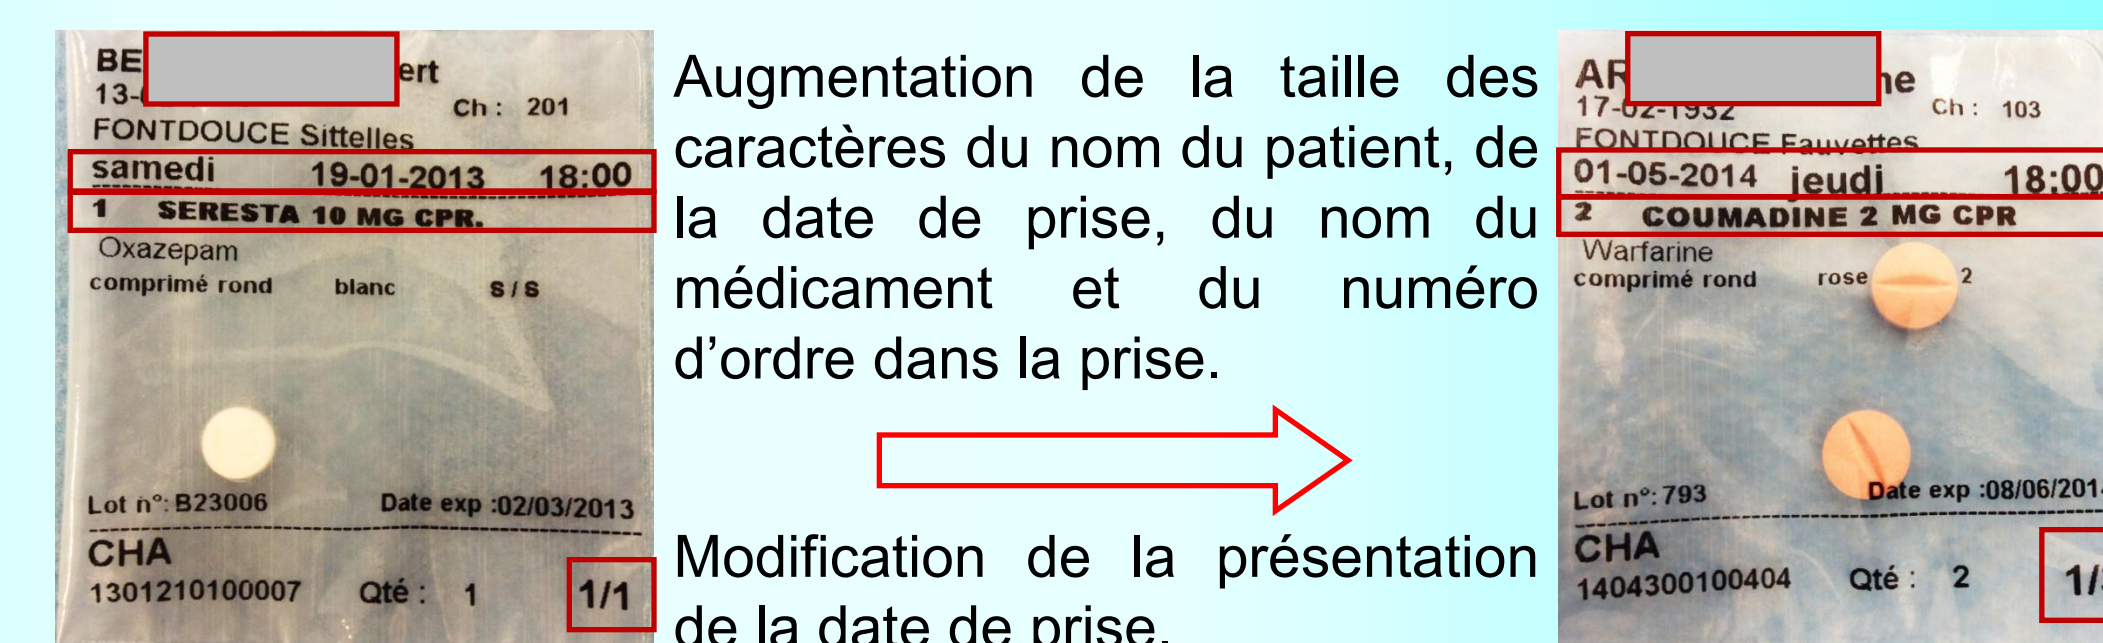 BE ert
13-
Ch : 201
FONTDOUCE Sittelles
samedi 19-01-2013 18:00
1 SERESTA 10 MG CPR.
Oxazepam
comprimé rond blanc S / S
Lot n°: B23006 Date exp :02/03/2013
CHA
1301210100007 Qté : 1 1/1
Augmentation de la taille des
caractères du nom du patient, de
la date de prise, du nom du
médicament et du numéro
d’ordre dans la prise.
Modification de la présentation
de la date de prise.
AR ne
17-02-1932 Ch : 103
FONTDOUCE Fauvettes
01-05-2014 jeudi 18:00
2 COUMADINE 2 MG CPR
Warfarine
comprimé rond rose 2
Lot n°: 793 Date exp :08/06/201
CHA
1404300100404 Qté : 2 1/